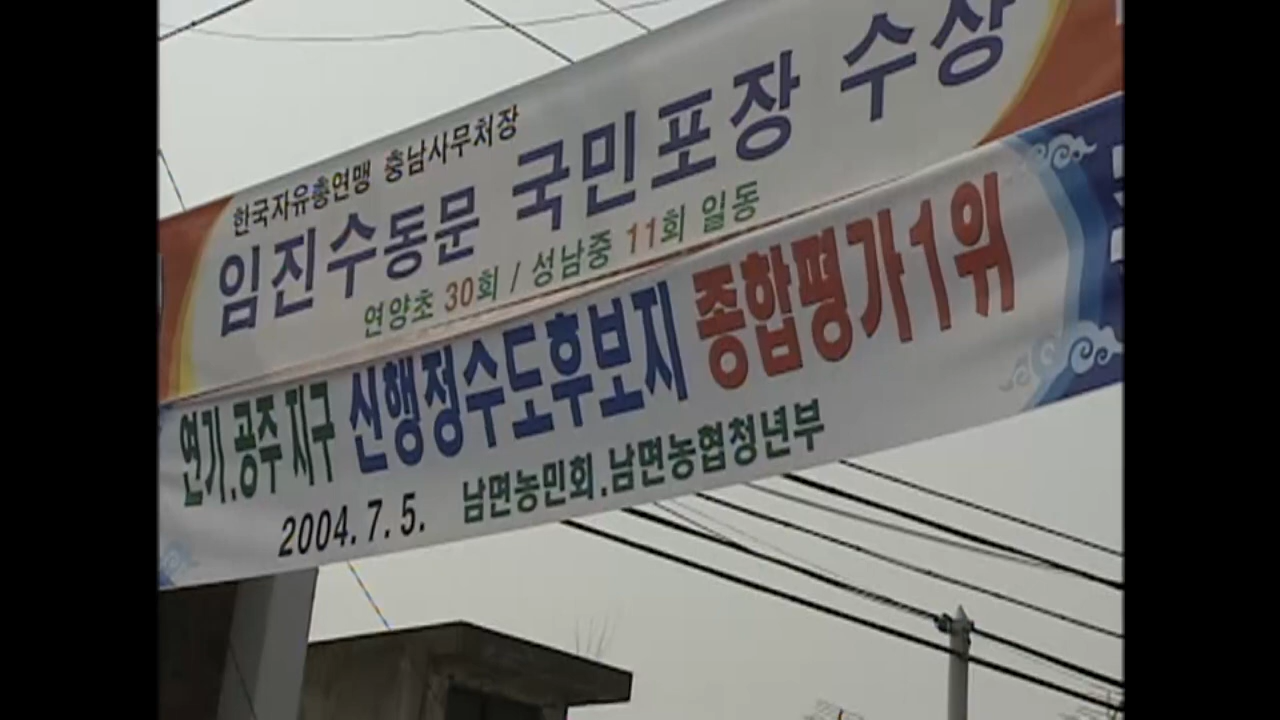 한국자유총연맹 충남사무처장
임진수동문 국민포장 수상
연양초 30회 / 성남중 11회 일동
연기.공주 지구 신행정수도후보지 종합평가1위
2004. 7. 5. 남면농민회.남면농협청년부